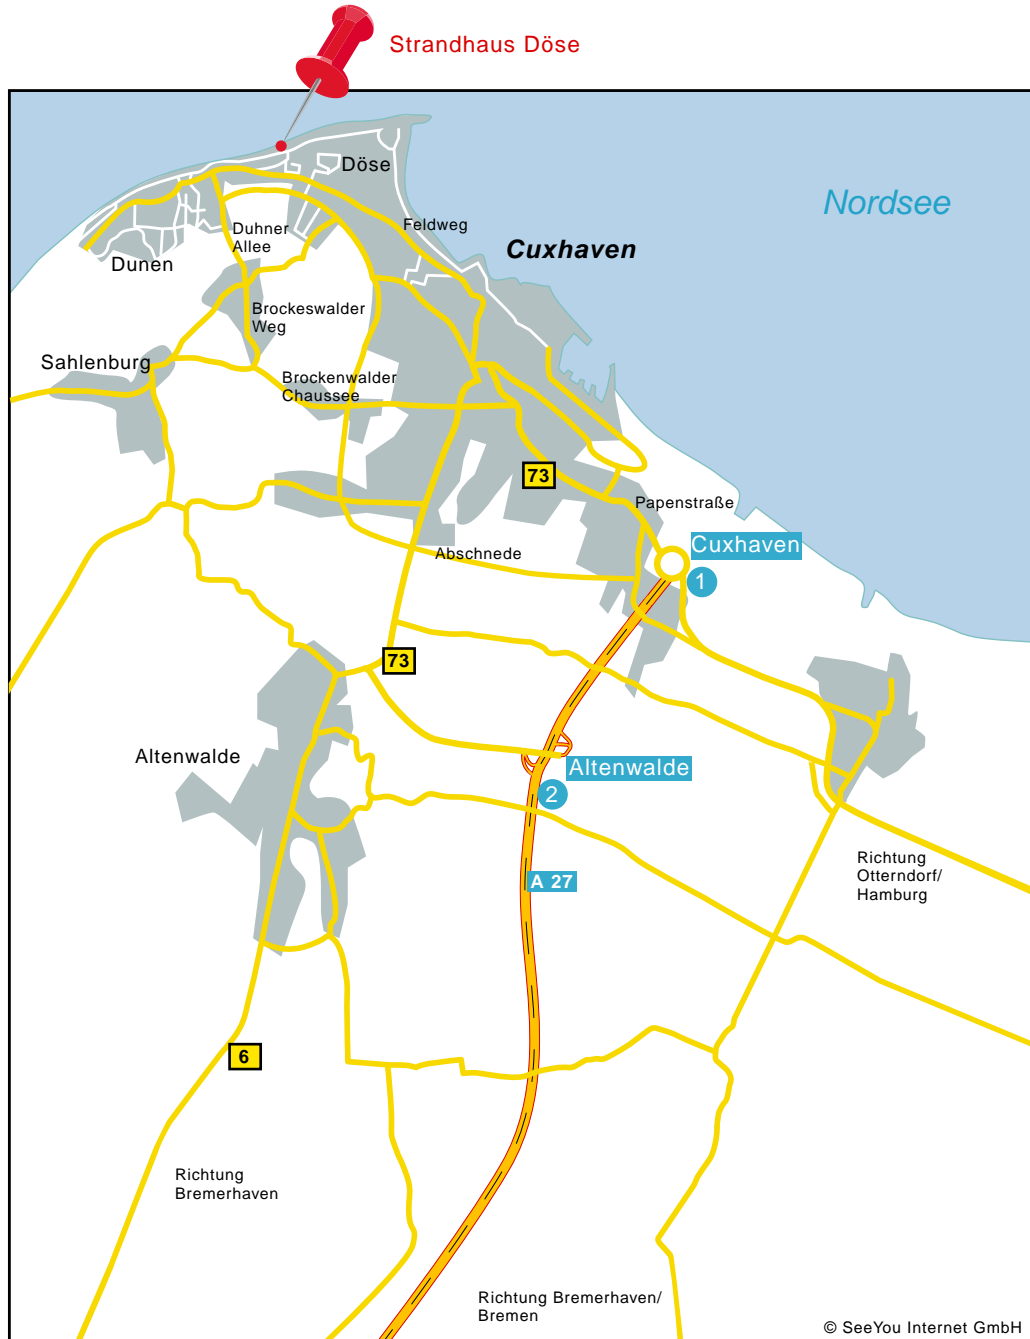 Strandhaus Döse
Döse
Nordsee
Feldweg
Duhner
Allee
Cuxhaven
Dunen
Brockeswalder
Weg
Sahlenburg
Brockenwalder
Chaussee
73
Papenstraße
Cuxhaven
Abschnede
1
73
Altenwalde
Altenwalde
2
Richtung
Otterndorf/
Hamburg
A 27
6
Richtung
Bremerhaven
Richtung Bremerhaven/
Bremen
© SeeYou Internet GmbH